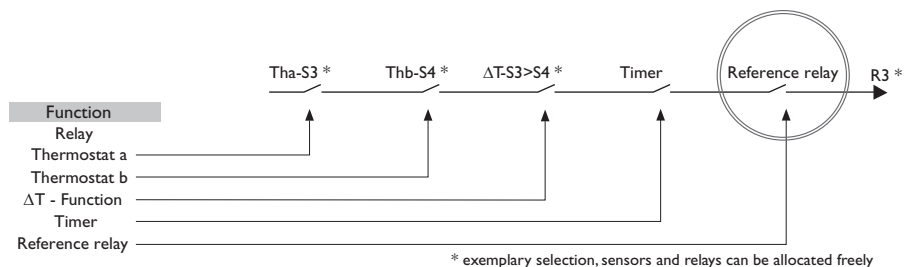 Tha-S3 * Thb-S4 * ΔT-S3>S4 * Timer Reference relay R3 *
Function
Relay
Thermostat a
Thermostat b
ΔT - Function
Timer
Reference relay
* exemplary selection, sensors and relays can be allocated freely